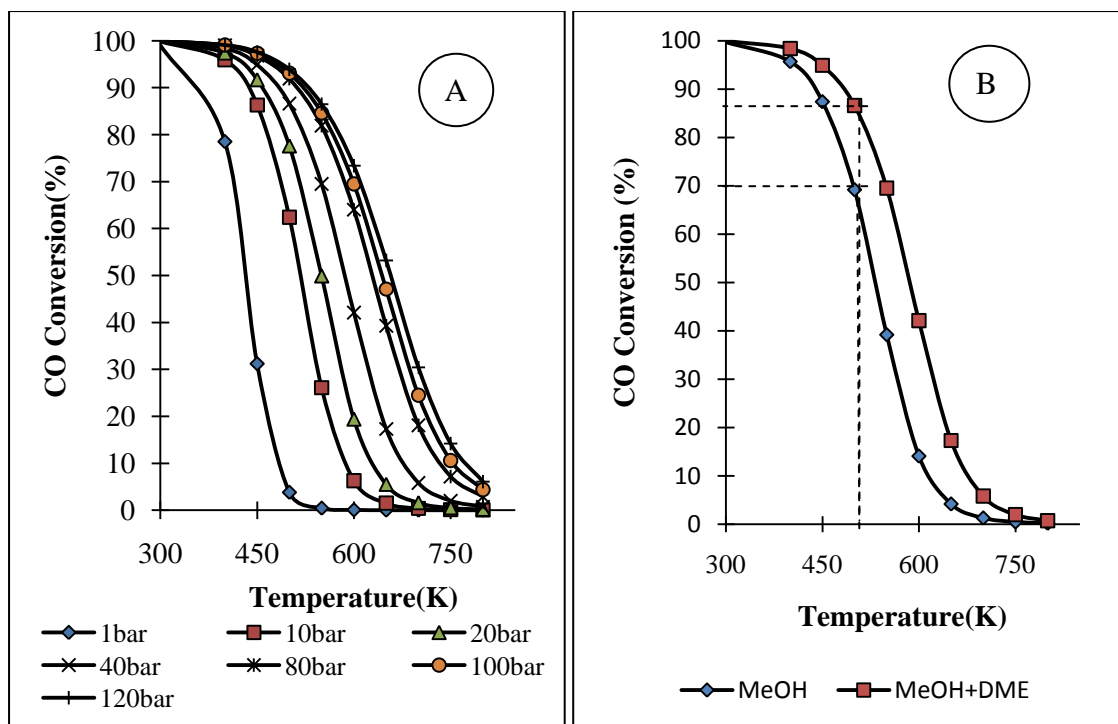 A
CO Conversion(%)
100
90
80
70
60
50
40
30
20
10
0
300 450 600 750
Temperature(K)
1bar 10bar 20bar
40bar 80bar 100bar
120bar
B
CO Conversion (%)
100
90
80
70
60
50
40
30
20
10
0
300 450 600 750
Temperature(K)
MeOH MeOH+DME